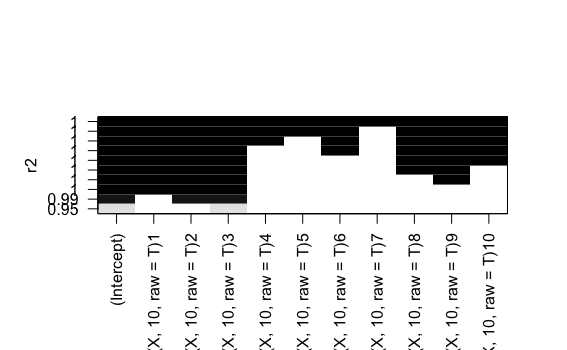 r2
1
0.99
0.95
(Intercept)
(X, 10, raw = T)1
(X, 10, raw = T)2
(X, 10, raw = T)3
(X, 10, raw = T)4
(X, 10, raw = T)5
(X, 10, raw = T)6
(X, 10, raw = T)7
(X, 10, raw = T)8
(X, 10, raw = T)9
X, 10, raw = T)10